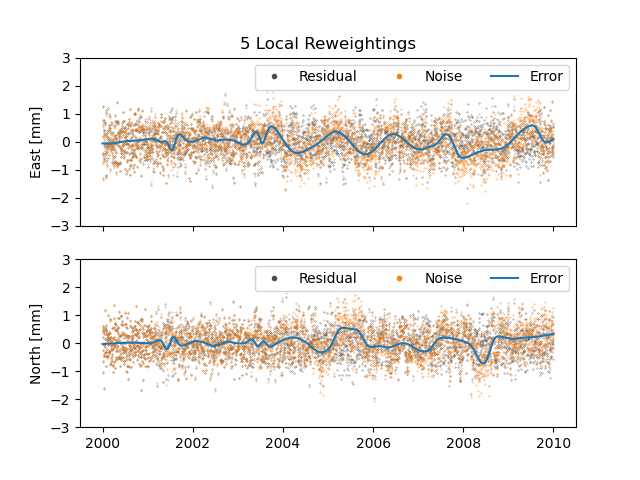 5 Local Reweightings
3
2
1
0
−1
−2
−3
East [mm]
Residual Noise Error
3
2
1
0
−1
−2
−3
North [mm]
Residual Noise Error
2000 2002 2004 2006 2008 2010